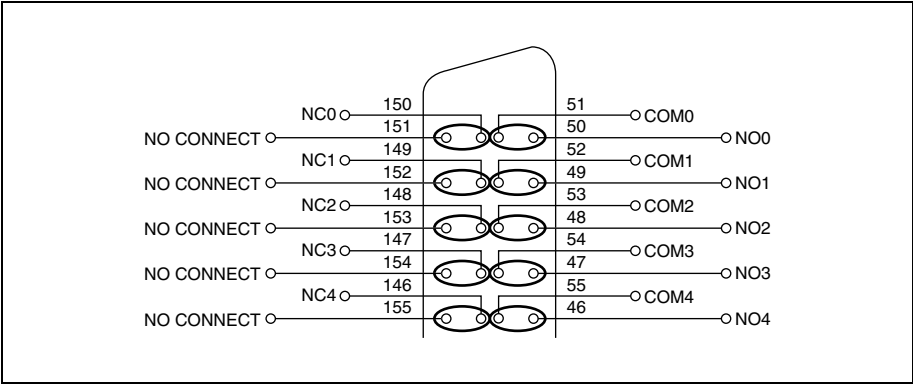 150 51
NC0 COM0
151 50
NO CONNECT NO0
149 52
NC1 COM1
152 49
NO CONNECT NO1
148 53
NC2 COM2
153 48
NO CONNECT NO2
147 54
NC3 COM3
154 47
NO CONNECT NO3
146 55
NC4 COM4
155 46
NO CONNECT NO4